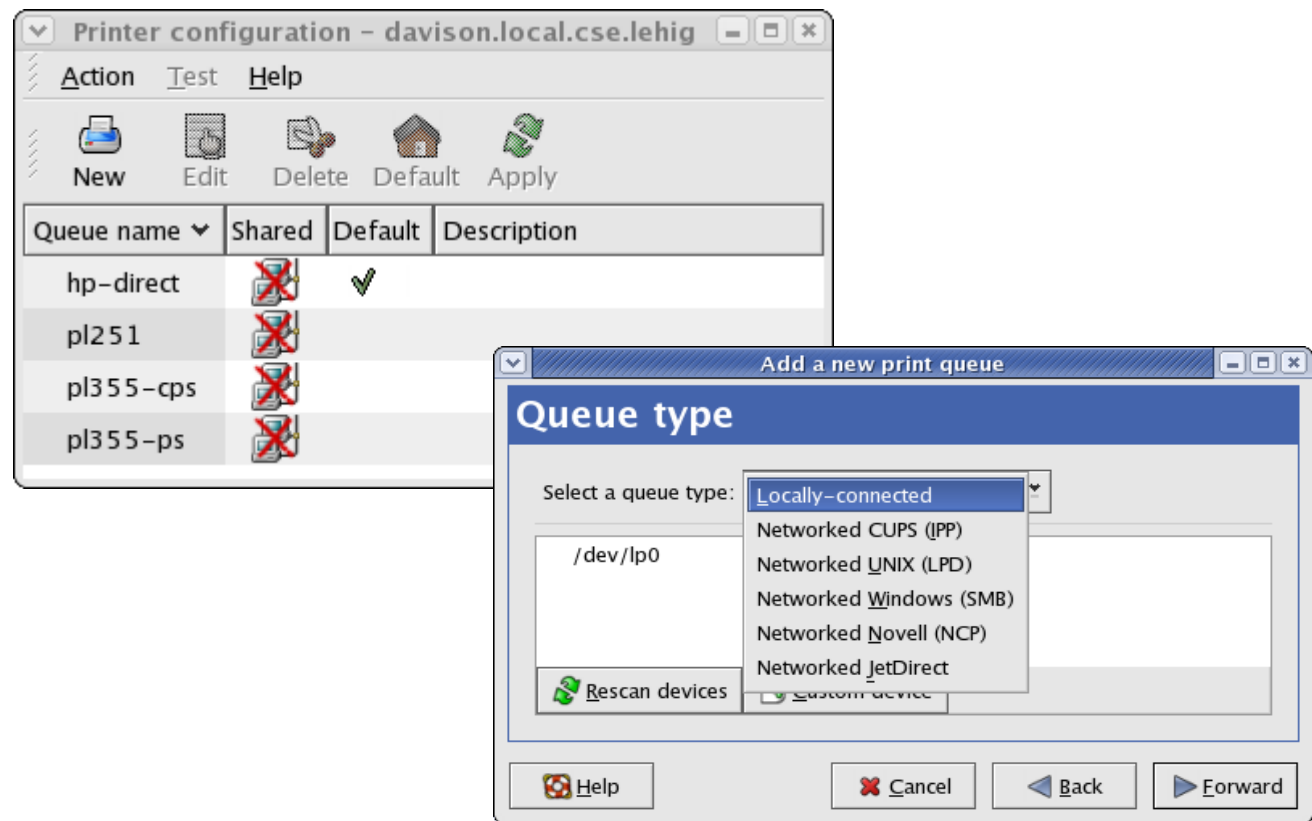 Printer configuration – davison.local.cse.lehig
Action Test Help
New Edit Delete Default Apply
Queue name Shared Default Description
hp-direct
pl251
pl355-cps
pl355-ps
Add a new print queue
Queue type
Select a queue type:
Locally-connected
Networked CUPS (IPP)
Networked UNIX (LPD)
Networked Windows (SMB)
Networked Novell (NCP)
Networked JetDirect
/dev/lp0
Rescan devices
Custom device
Help Cancel Back Forward